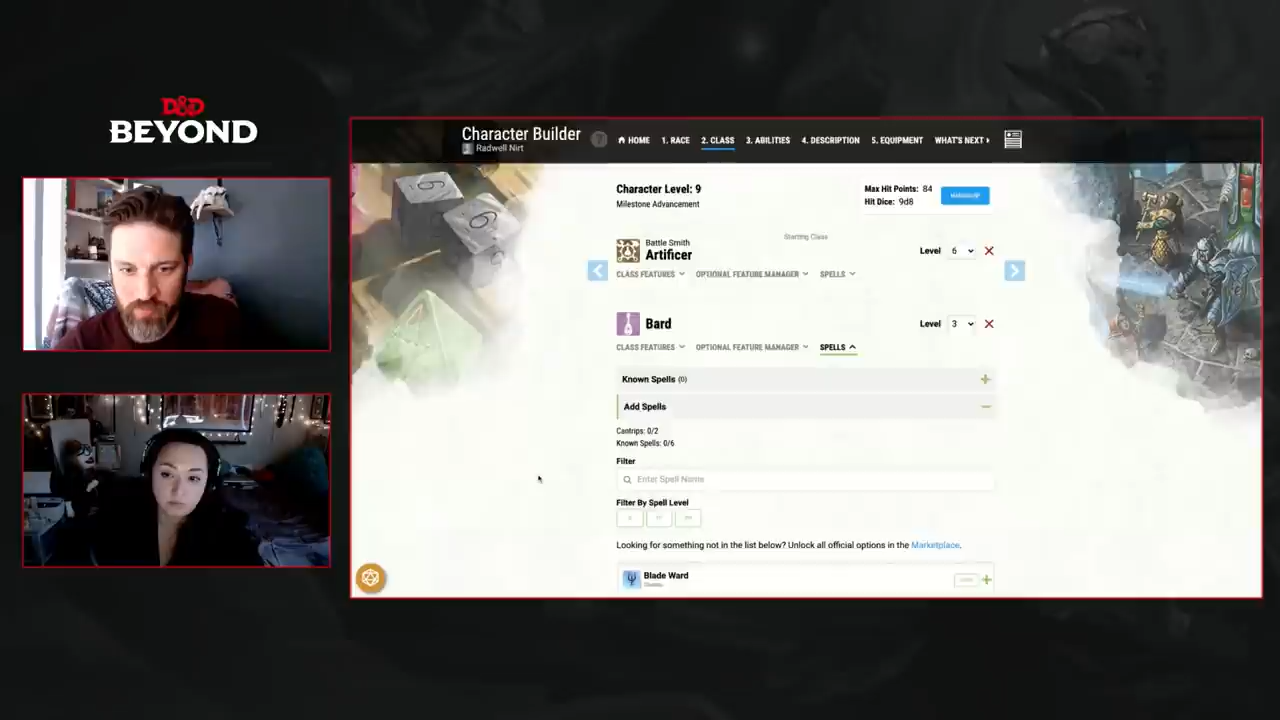 D&D
BEYOND
Character Builder
Radwell Nirt
?
HOME
1. RACE
2. CLASS
3. ABILITIES
4. DESCRIPTION
5. EQUIPMENT
WHAT'S NEXT
Character Level: 9
Milestone Advancement
Max Hit Points: 84
Hit Dice: 9d8
Starting Class
Battle Smith
Artificer
Level 6
CLASS FEATURES
OPTIONAL FEATURE MANAGER
SPELLS
Bard
Level 3
CLASS FEATURES
OPTIONAL FEATURE MANAGER
SPELLS
Known Spells (0)
Add Spells
Cantrips: 0/2
Known Spells: 0/6
Filter
Enter Spell Name
Filter By Spell Level
Looking for something not in the list below? Unlock all official options in the Marketplace.
Blade Ward